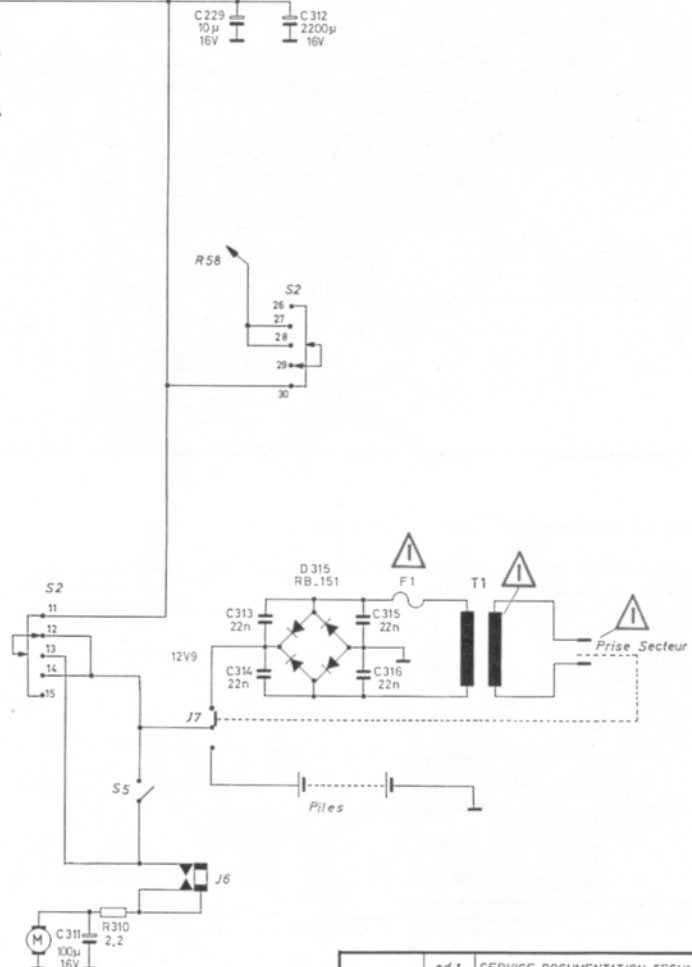 C229
10µ
16V
C312
2200µ
16V
R58
S2
26
27
28
29
30
S2
11
12
13
14
15
D315
RB.151
F1
T1
C313
22n
C315
22n
Prise Secteur
12V9
C314
22n
C316
22n
J7
S5
Piles
J6
M
C311
100µ
16V
R310
2,2